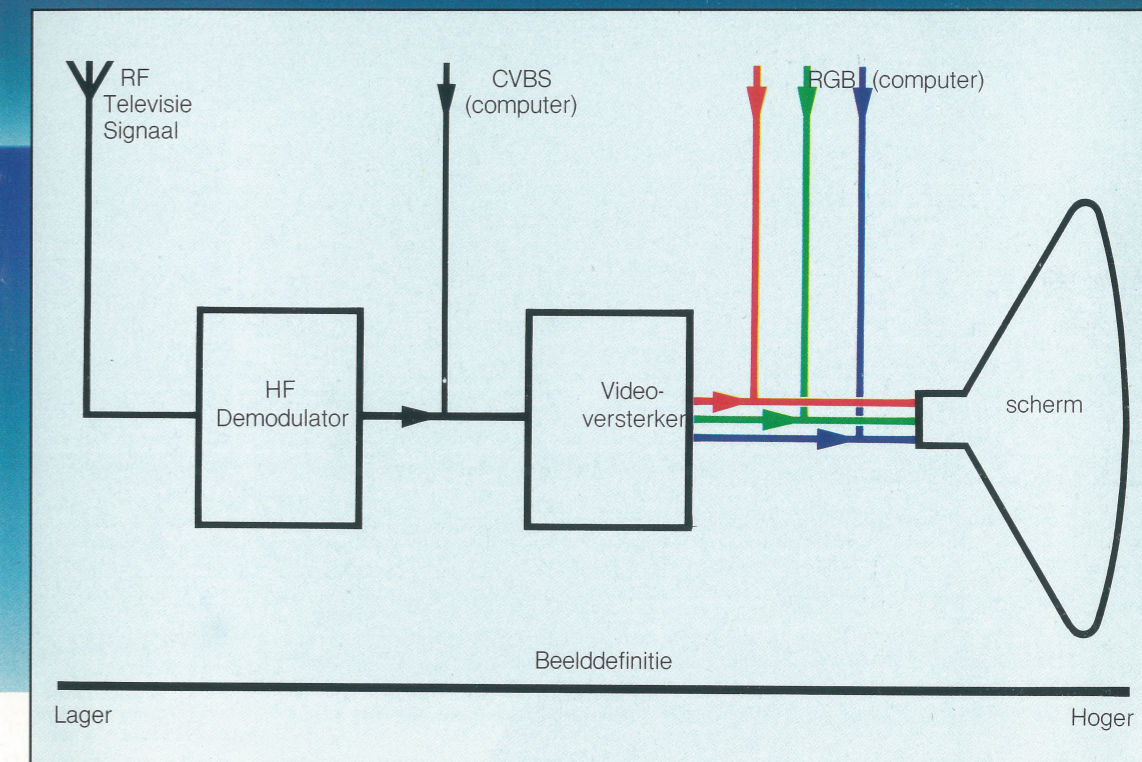 RF
Televisie
Signaal
CVBS
(computer)
RGB (computer)
HF
Demodulator
Video-
versterker
scherm
Beelddefinitie
Lager
Hoger